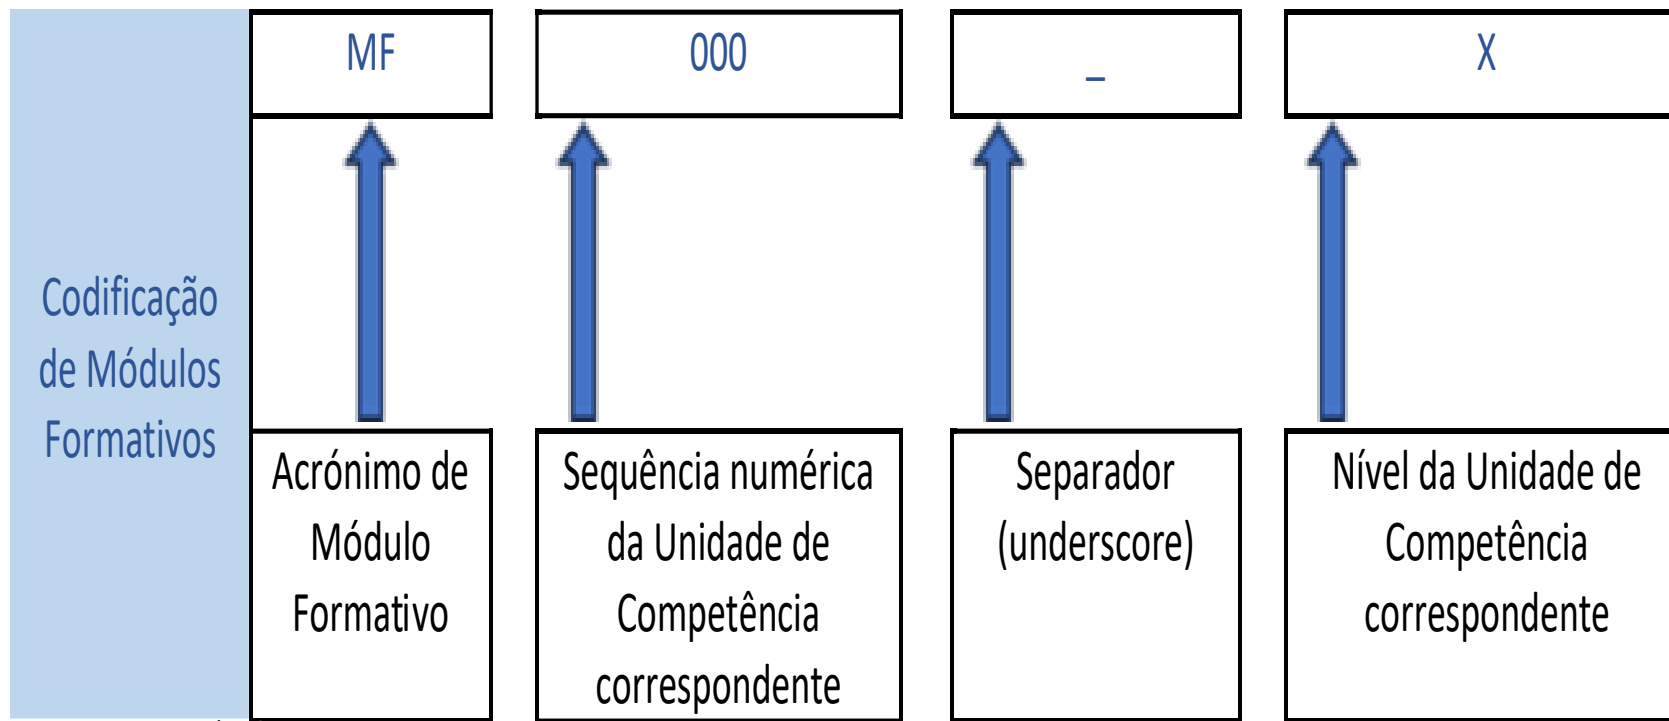 MF
000
_
X
Codificação
de Módulos
Formativos
Acrónimo de
Módulo
Formativo
Sequência numérica
da Unidade de
Competência
correspondente
Separador
(underscore)
Nível da Unidade de
Competência
correspondente